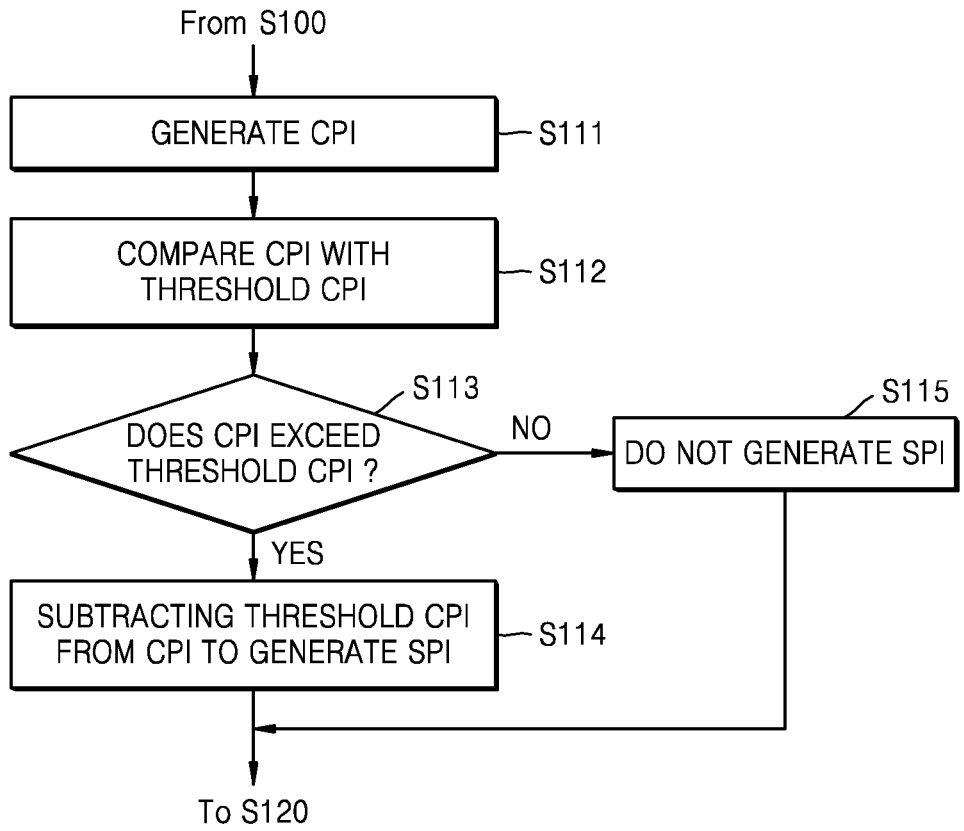 From S100
GENERATE CPI
S111
COMPARE CPI WITH
THRESHOLD CPI
S112
S113
DOES CPI EXCEED
THRESHOLD CPI ?
NO
S115
DO NOT GENERATE SPI
YES
SUBTRACTING THRESHOLD CPI
FROM CPI TO GENERATE SPI
S114
To S120